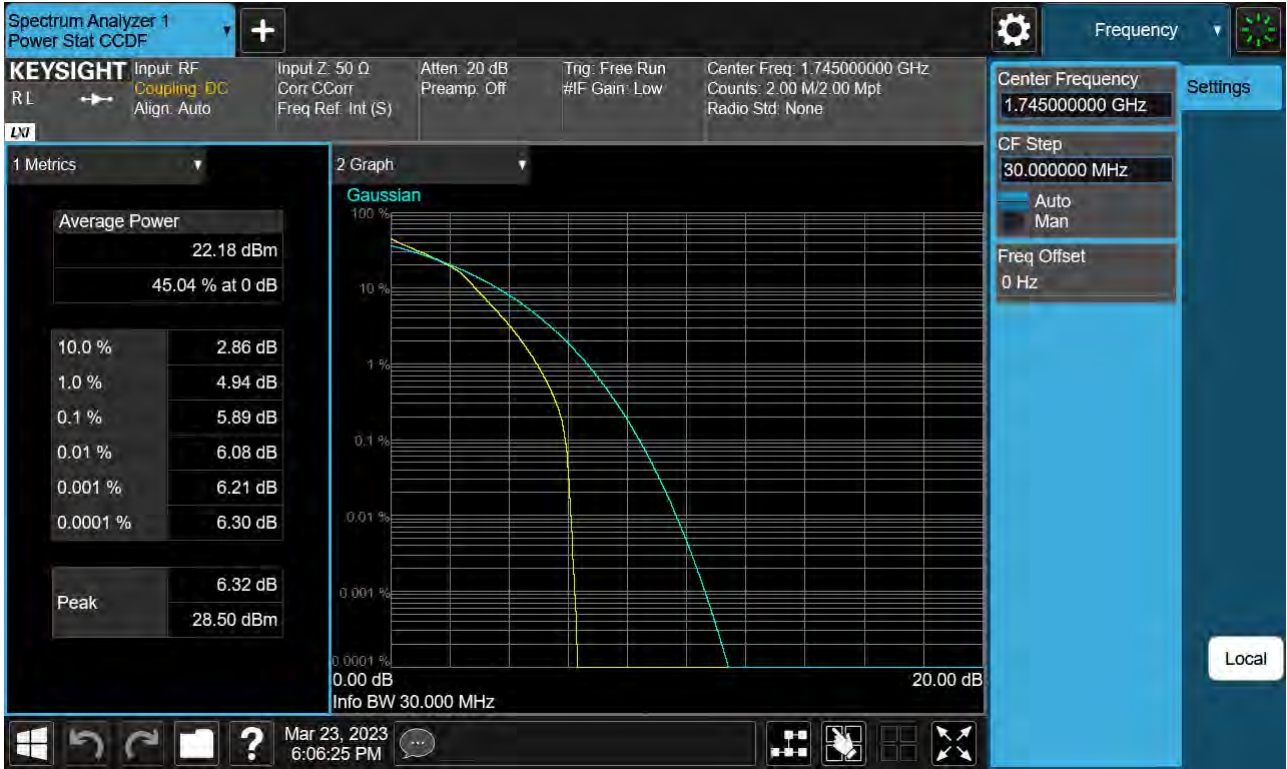 Spectrum Analyzer 1
Power Stat CCDF
Frequency
KEYSIGHT
RL
LXI
Input: RF
Coupling: DC
Align: Auto
Input Z: 50 Ω
Corr CCorr
Freq Ref: Int (S)
Atten: 20 dB
Preamp: Off
Trig: Free Run
#IF Gain: Low
Center Freq: 1.745000000 GHz
Counts: 2.00 M/2.00 Mpt
Radio Std: None
Center Frequency
1.745000000 GHz
Settings
CF Step
30.000000 MHz
Auto
Man
Freq Offset
0 Hz
1 Metrics
Average Power
22.18 dBm
45.04 % at 0 dB
10.0 % 2.86 dB
1.0 % 4.94 dB
0.1 % 5.89 dB
0.01 % 6.08 dB
0.001 % 6.21 dB
0.0001 % 6.30 dB
Peak
6.32 dB
28.50 dBm
2 Graph
Gaussian
100 %
10 %
1 %
0.1 %
0.01 %
0.001 %
0.0001 %
0.00 dB 20.00 dB
Info BW 30.000 MHz
Local
?
Mar 23, 2023
6:06:25 PM